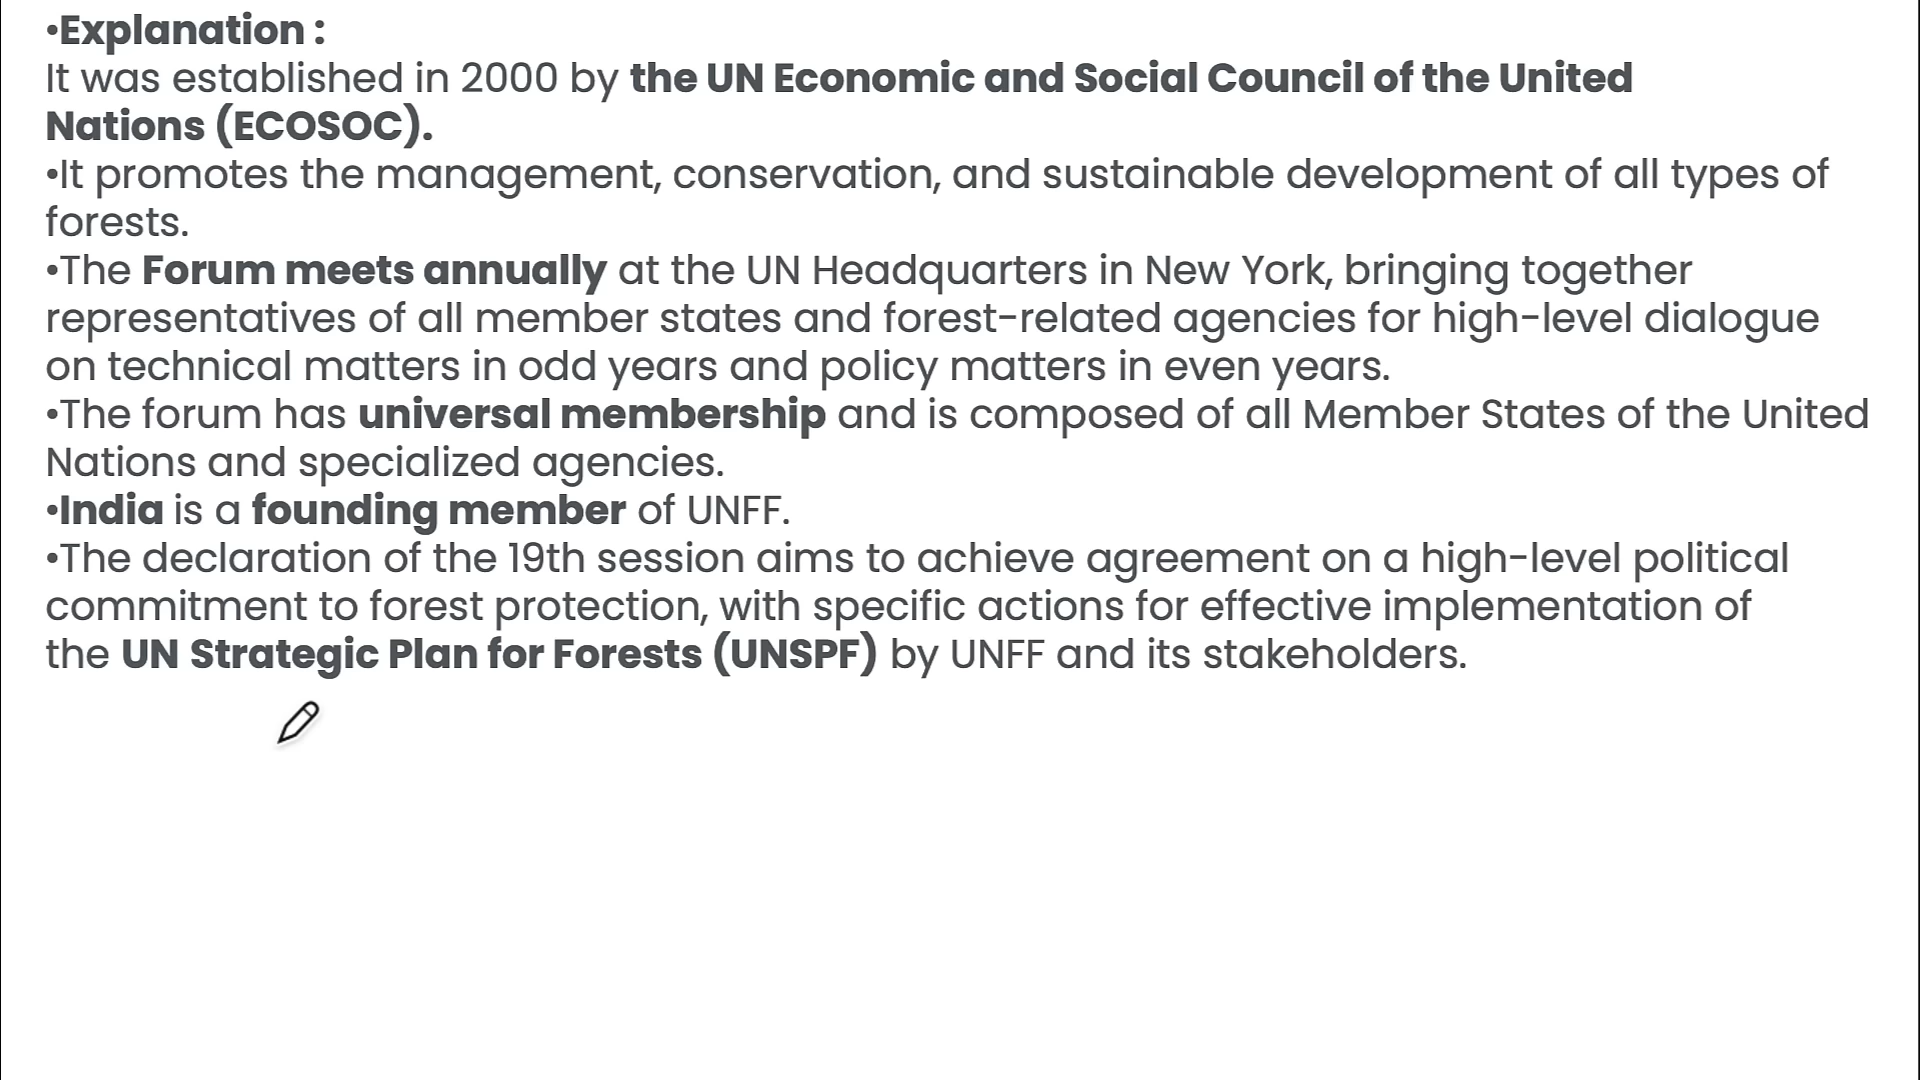 •Explanation :
It was established in 2000 by the UN Economic and Social Council of the United
Nations (ECOSOC).
•It promotes the management, conservation, and sustainable development of all types of
forests.
•The Forum meets annually at the UN Headquarters in New York, bringing together
representatives of all member states and forest-related agencies for high-level dialogue
on technical matters in odd years and policy matters in even years.
•The forum has universal membership and is composed of all Member States of the United
Nations and specialized agencies.
•India is a founding member of UNFF.
•The declaration of the 19th session aims to achieve agreement on a high-level political
commitment to forest protection, with specific actions for effective implementation of
the UN Strategic Plan for Forests (UNSPF) by UNFF and its stakeholders.